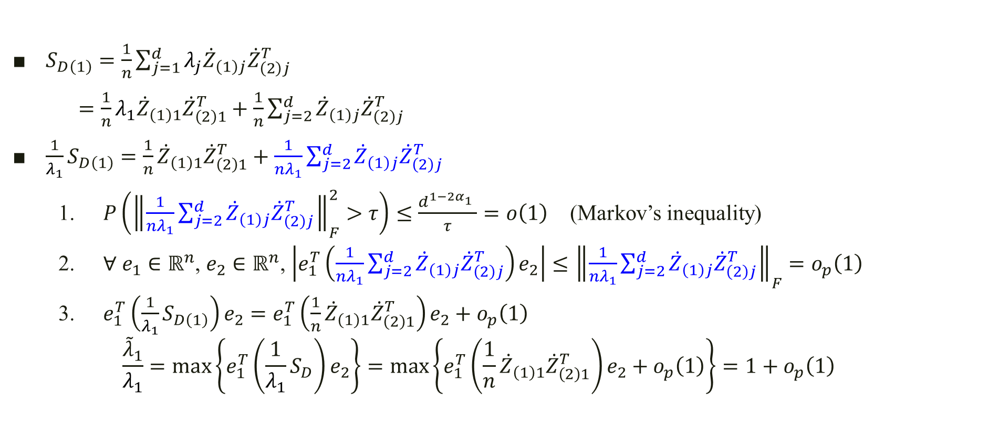 ■ $S_{D(1)} = \frac{1}{n}\sum_{j=1}^{d} \lambda_j \dot{Z}_{(1)j}\dot{Z}_{(2)j}^T$
$= \frac{1}{n}\lambda_1 \dot{Z}_{(1)1}\dot{Z}_{(2)1}^T + \frac{1}{n}\sum_{j=2}^{d} \dot{Z}_{(1)j}\dot{Z}_{(2)j}^T$
■ $\frac{1}{\lambda_1} S_{D(1)} = \frac{1}{n}\dot{Z}_{(1)1}\dot{Z}_{(2)1}^T + \frac{1}{n\lambda_1}\sum_{j=2}^{d} \dot{Z}_{(1)j}\dot{Z}_{(2)j}^T$
1. $P\left(\left\|\frac{1}{n\lambda_1}\sum_{j=2}^{d} \dot{Z}_{(1)j}\dot{Z}_{(2)j}^T\right\|_F^2 > \tau\right) \leq \frac{d^{1-2\alpha_1}}{\tau} = o(1)$ (Markov's inequality)
2. $\forall\ e_1 \in \mathbb{R}^n, e_2 \in \mathbb{R}^n, \left|e_1^T\left(\frac{1}{n\lambda_1}\sum_{j=2}^{d} \dot{Z}_{(1)j}\dot{Z}_{(2)j}^T\right)e_2\right| \leq \left\|\frac{1}{n\lambda_1}\sum_{j=2}^{d} \dot{Z}_{(1)j}\dot{Z}_{(2)j}^T\right\|_F = o_p(1)$
3. $e_1^T\left(\frac{1}{\lambda_1} S_{D(1)}\right)e_2 = e_1^T\left(\frac{1}{n}\dot{Z}_{(1)1}\dot{Z}_{(2)1}^T\right)e_2 + o_p(1)$
$\frac{\tilde{\lambda}_1}{\lambda_1} = \max\left\{e_1^T\left(\frac{1}{\lambda_1} S_D\right)e_2\right\} = \max\left\{e_1^T\left(\frac{1}{n}\dot{Z}_{(1)1}\dot{Z}_{(2)1}^T\right)e_2 + o_p(1)\right\} = 1 + o_p(1)$